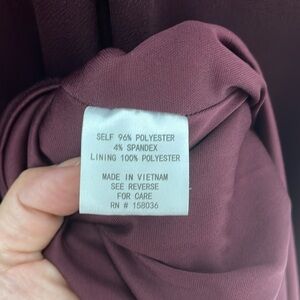 SELF 96% POLYESTER
4% SPANDEX
LINING 100% POLYESTER
MADE IN VIETNAM
SEE REVERSE
FOR CARE
RN # 158036